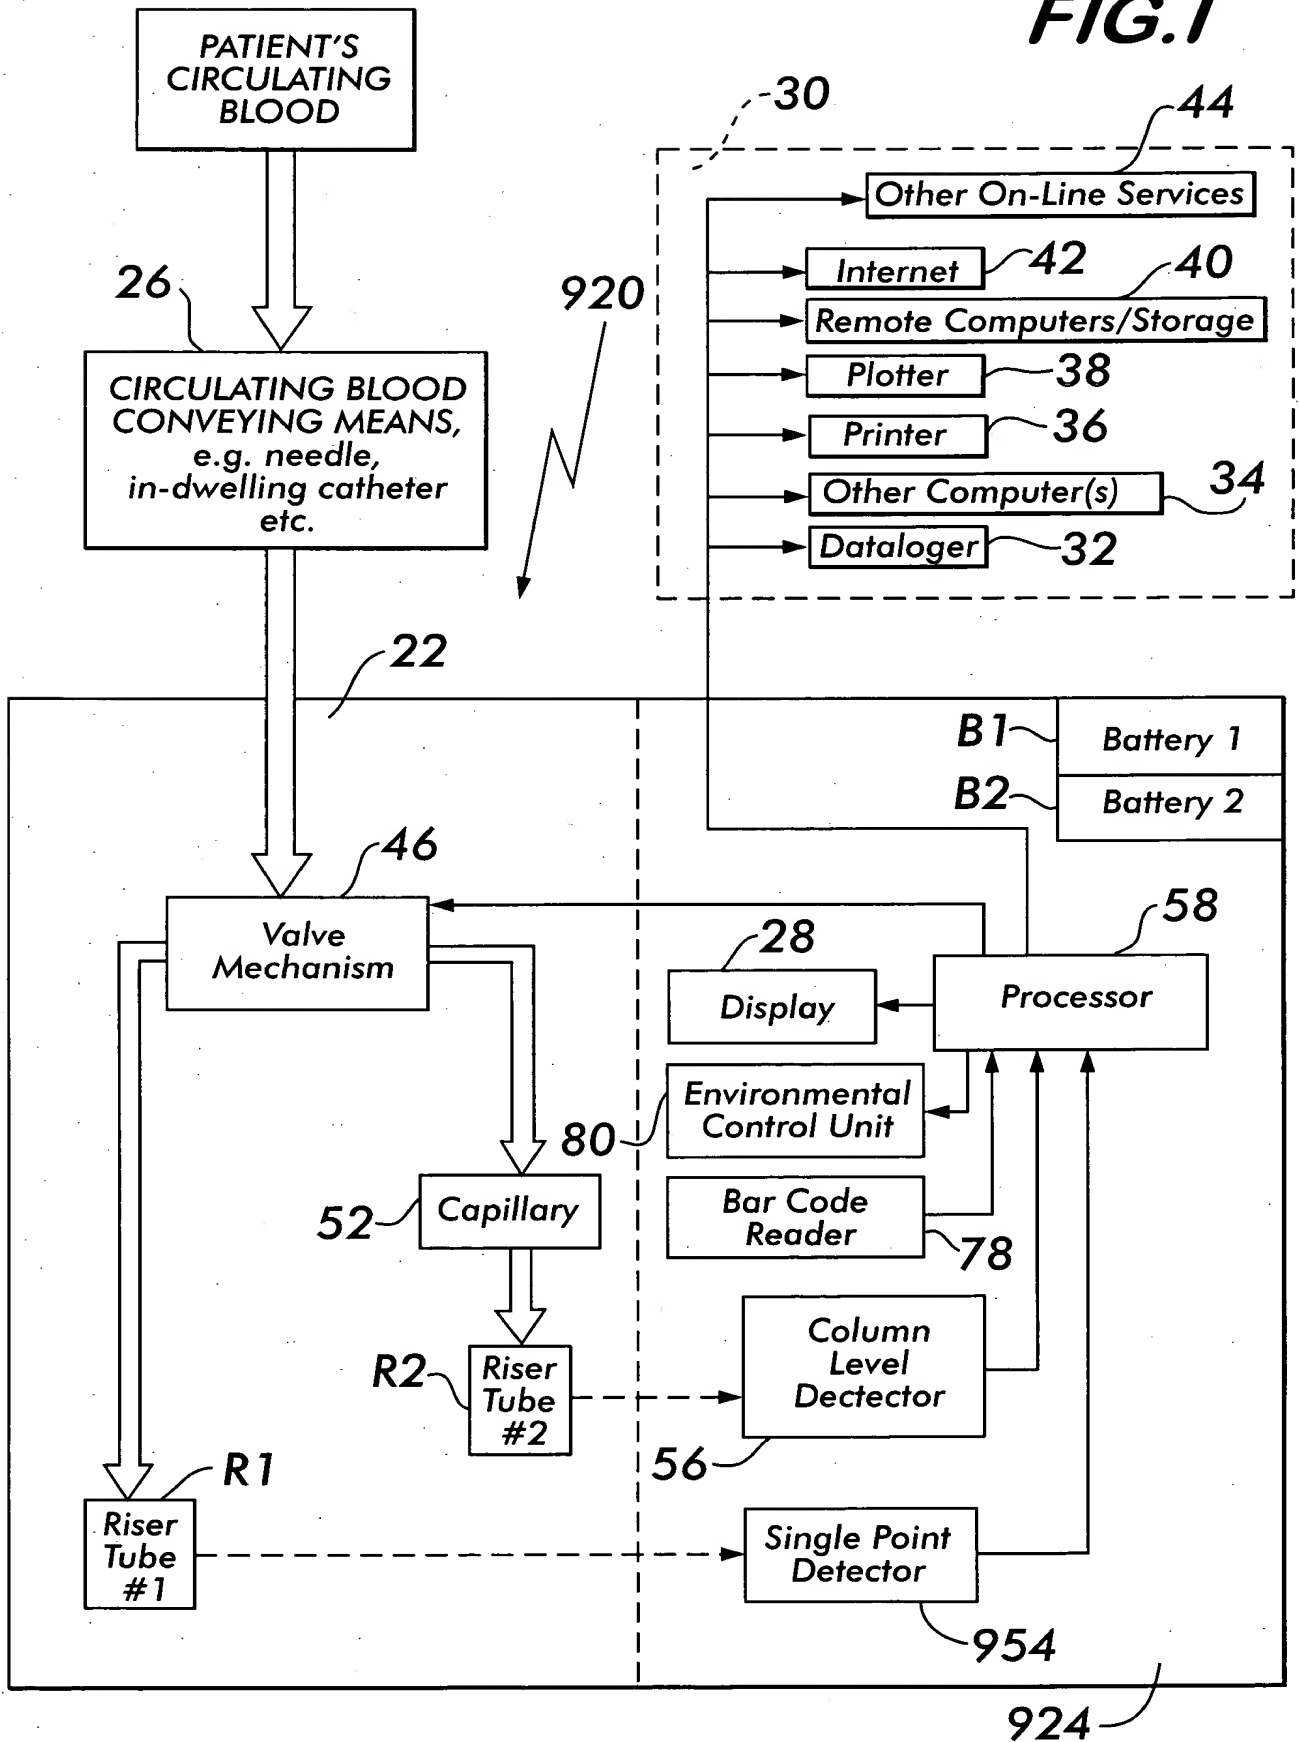 FIG.1
PATIENT'S
CIRCULATING
BLOOD
30
44
Other On-Line Services
Internet
42
40
Remote Computers/Storage
Plotter
38
Printer
36
Other Computer(s)
34
Dataloger
32
26
920
CIRCULATING BLOOD
CONVEYING MEANS,
e.g. needle,
in-dwelling catheter
etc.
22
B1
Battery 1
B2
Battery 2
46
Valve
Mechanism
58
Processor
28
Display
80
Environmental
Control Unit
Bar Code
Reader
78
52
Capillary
R2
Riser
Tube
#2
Column
Level
Dectector
56
R1
Riser
Tube
#1
Single Point
Detector
954
924